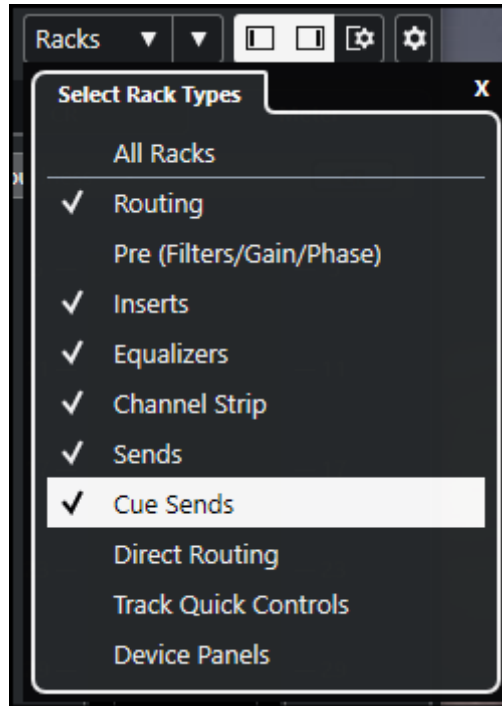 Racks
Select Rack Types
x
All Racks
Routing
Pre (Filters/Gain/Phase)
Inserts
Equalizers
Channel Strip
Sends
Cue Sends
Direct Routing
Track Quick Controls
Device Panels